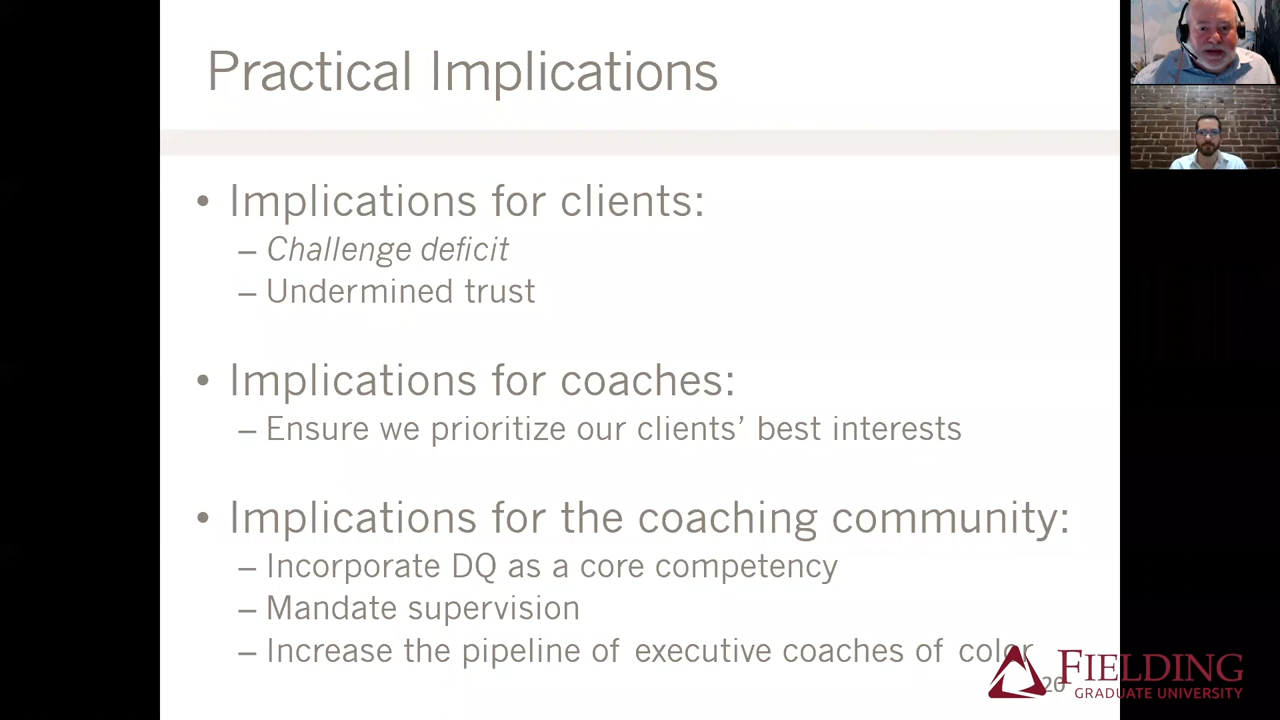 Practical Implications
• Implications for clients:
– Challenge deficit
– Undermined trust
• Implications for coaches:
– Ensure we prioritize our clients’ best interests
• Implications for the coaching community:
– Incorporate DQ as a core competency
– Mandate supervision
– Increase the pipeline of executive coaches of color
20
FIELDING
GRADUATE UNIVERSITY